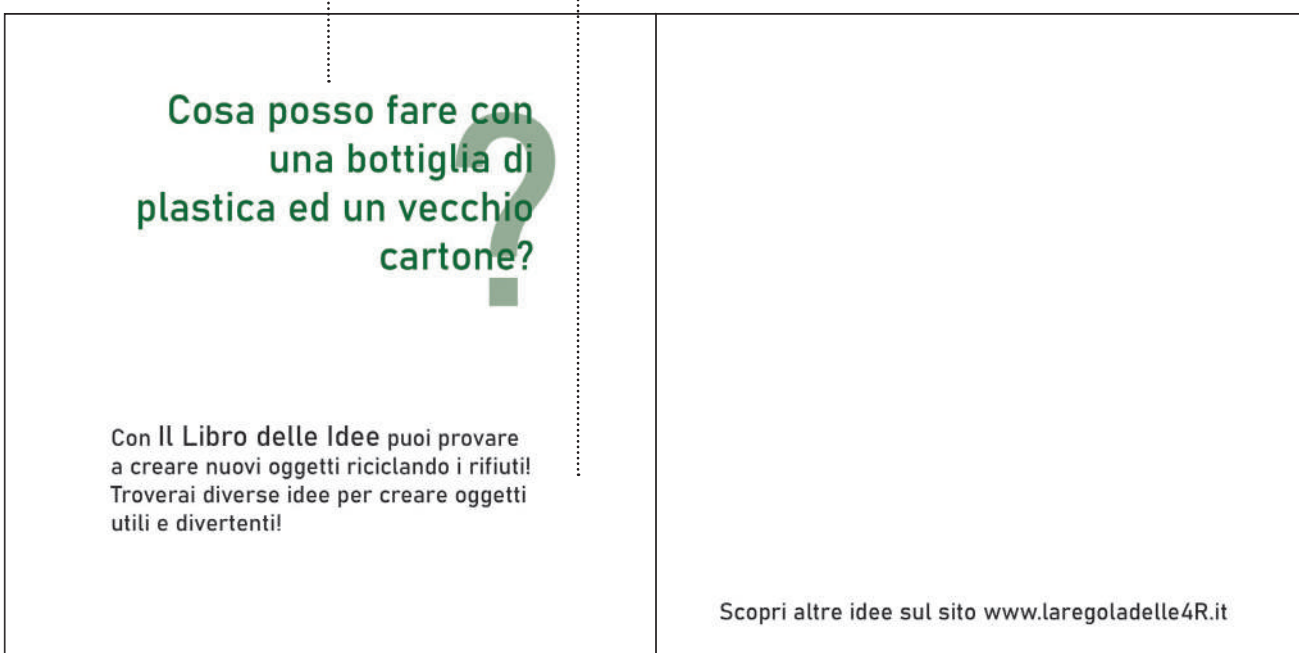 Cosa posso fare con
una bottiglia di
plastica ed un vecchio
cartone?
?
Con Il Libro delle Idee puoi provare
a creare nuovi oggetti riciclando i rifiuti!
Troverai diverse idee per creare oggetti
utili e divertenti!
Scopri altre idee sul sito www.laregoladelle4R.it